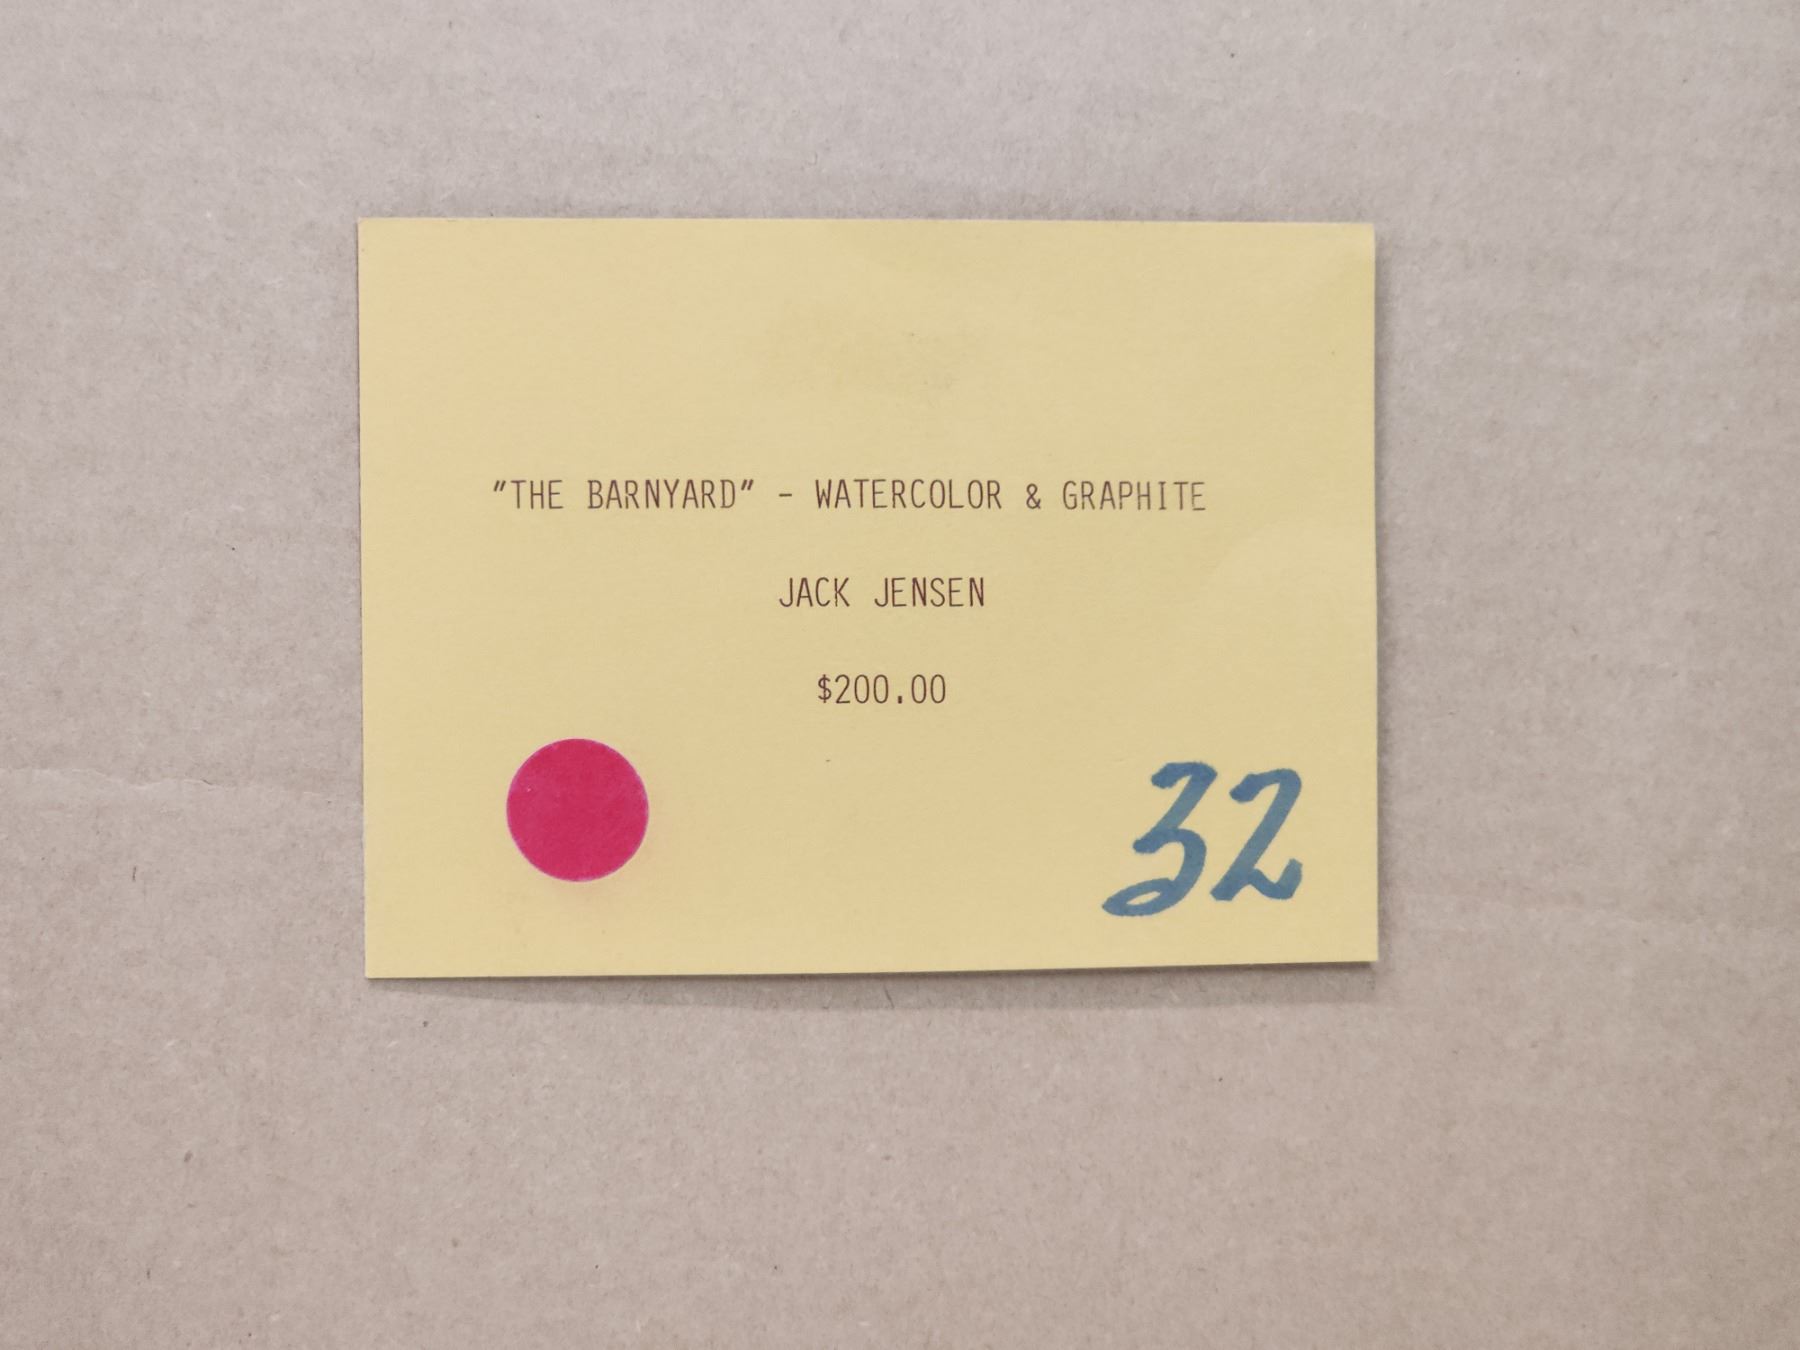 "THE BARNYARD" - WATERCOLOR & GRAPHITE
JACK JENSEN
$200.00
32